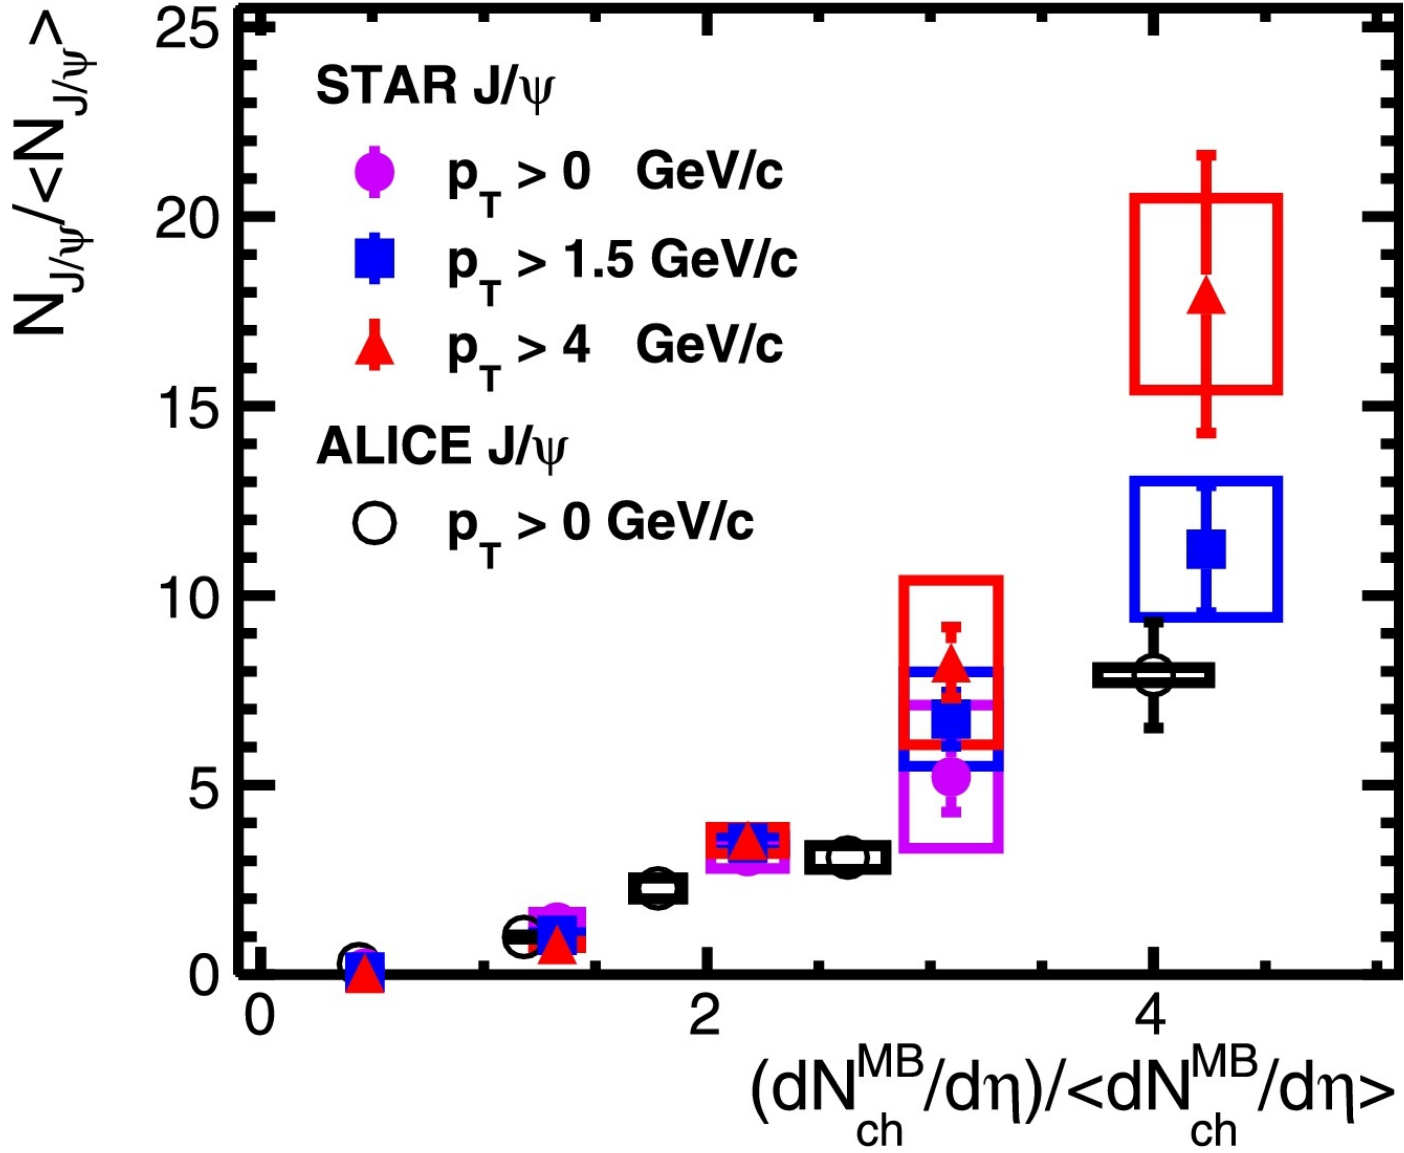 N_J/ψ/<N_J/ψ>
25
20
15
10
5
0
STAR J/ψ
p_T > 0 GeV/c
p_T > 1.5 GeV/c
p_T > 4 GeV/c
ALICE J/ψ
p_T > 0 GeV/c
0 2 4
(dN_ch^MB/dη)/<dN_ch^MB/dη>